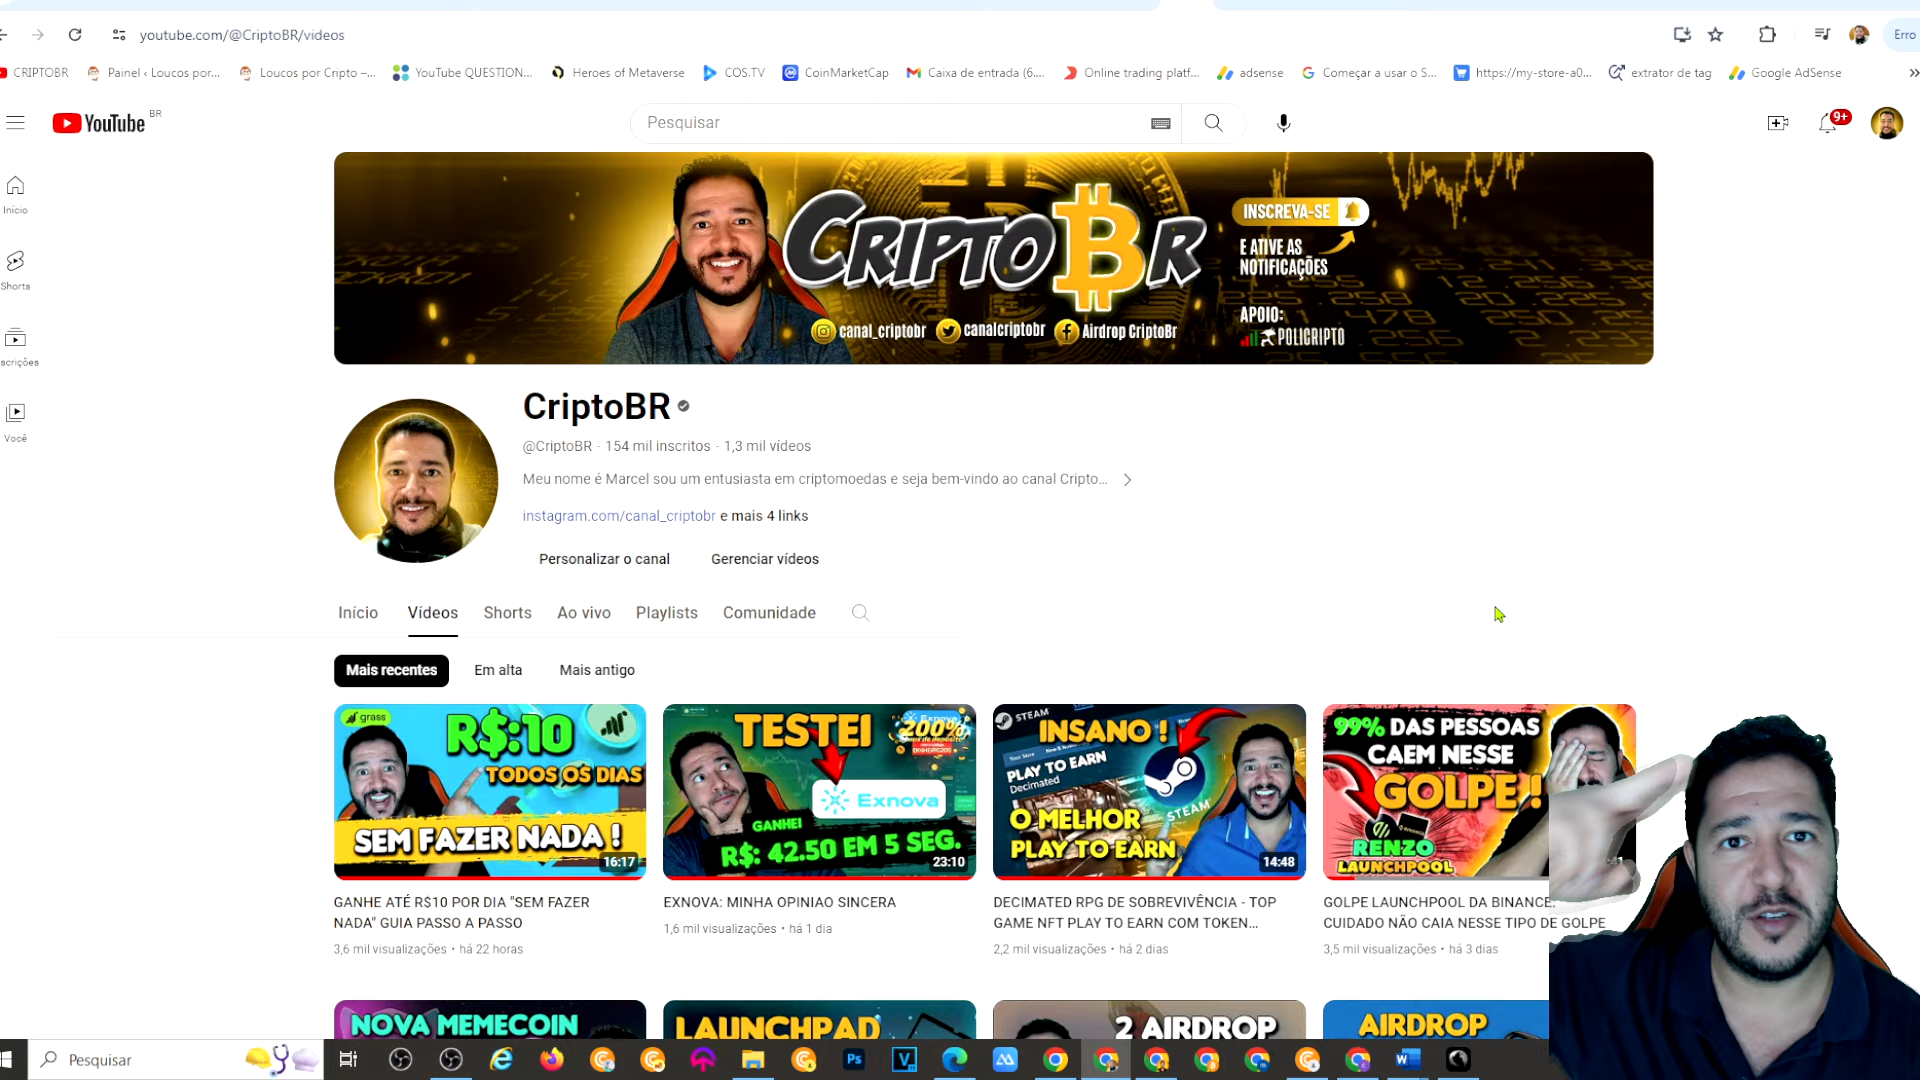 youtube.com/@CriptoBR/videos
Erro
CRIPTOBR
Painel ‹ Loucos por...
Loucos por Cripto –...
YouTube QUESTION...
Heroes of Metaverse
COS.TV
CoinMarketCap
Caixa de entrada (6....
Online trading platf...
adsense
Começar a usar o S...
https://my-store-a0...
extrator de tag
Google AdSense
YouTube BR
Pesquisar
9+
Início
Shorts
scrições
Você
CRIPTOBR
INSCREVA-SE
E ATIVE AS
NOTIFICAÇÕES
APOIO:
POLICRIPTO
canal_criptobr
canalcriptobr
Airdrop CriptoBr
CriptoBR
@CriptoBR · 154 mil inscritos · 1,3 mil vídeos
Meu nome é Marcel sou um entusiasta em criptomoedas e seja bem-vindo ao canal Cripto...
instagram.com/canal_criptobr e mais 4 links
Personalizar o canal
Gerenciar vídeos
Início
Vídeos
Shorts
Ao vivo
Playlists
Comunidade
Mais recentes
Em alta
Mais antigo
grass
R$:10
TODOS OS DIAS
SEM FAZER NADA !
16:17
TESTEI
Exnova
200%
Exnova
GANHEI
R$: 42.50 EM 5 SEG.
23:10
STEAM
INSANO !
PLAY TO EARN
Decimated
STEAM
O MELHOR
PLAY TO EARN
14:48
99% DAS PESSOAS
CAEM NESSE
GOLPE !
RENZO
LAUNCHPOOL
GANHE ATÉ R$10 POR DIA "SEM FAZER
NADA" GUIA PASSO A PASSO
3,6 mil visualizações • há 22 horas
EXNOVA: MINHA OPINIAO SINCERA
1,6 mil visualizações • há 1 dia
DECIMATED RPG DE SOBREVIVÊNCIA - TOP
GAME NFT PLAY TO EARN COM TOKEN...
2,2 mil visualizações • há 2 dias
GOLPE LAUNCHPOOL DA BINANCE:
CUIDADO NÃO CAIA NESSE TIPO DE GOLPE
3,5 mil visualizações • há 3 dias
NOVA MEMECOIN
LAUNCHPAD
2 AIRDROP
AIRDROP
Pesquisar
Ps